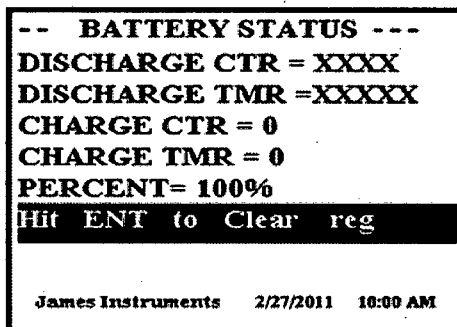 -- BATTERY STATUS ---
DISCHARGE CTR = XXXX
DISCHARGE TMR =XXXXX
CHARGE CTR = 0
CHARGE TMR = 0
PERCENT= 100%
Hit ENT to Clear reg
James Instruments 2/27/2011 10:00 AM